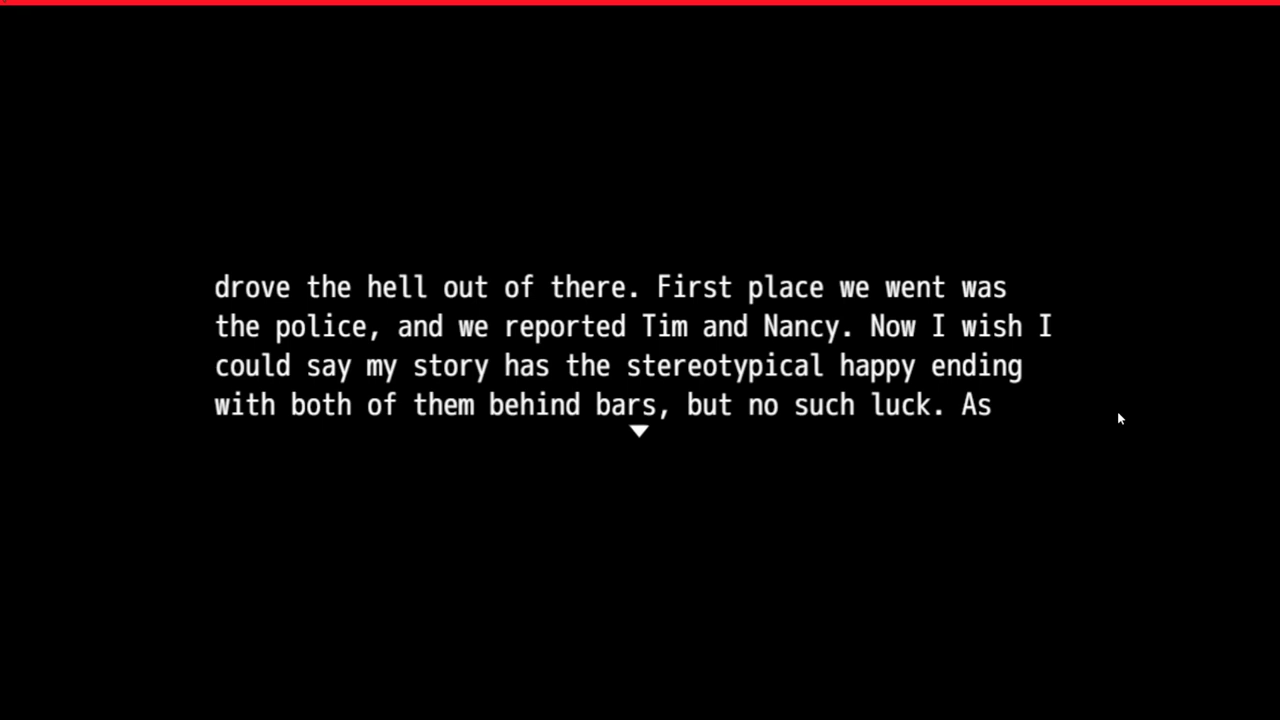 drove the hell out of there. First place we went was
the police, and we reported Tim and Nancy. Now I wish I
could say my story has the stereotypical happy ending
with both of them behind bars, but no such luck. As